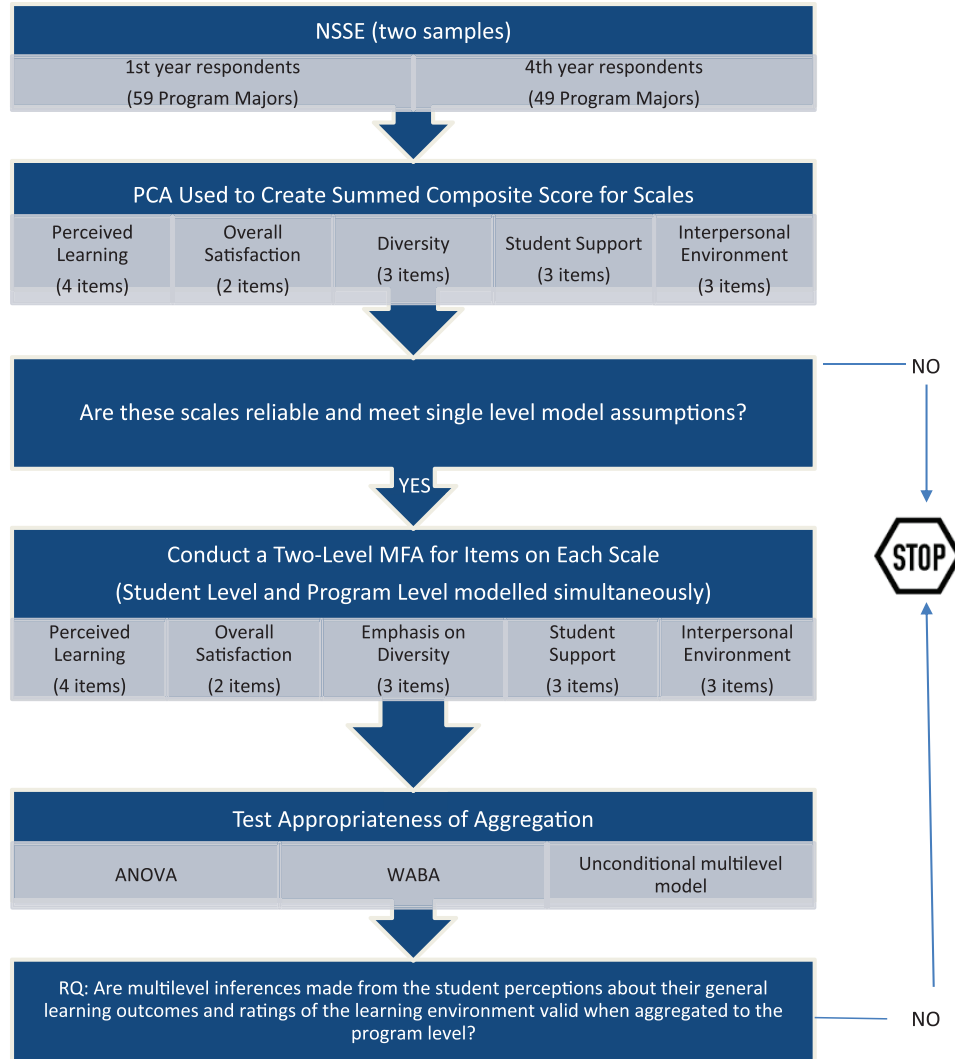 NSSE (two samples)
1st year respondents
(59 Program Majors)
4th year respondents
(49 Program Majors)
PCA Used to Create Summed Composite Score for Scales
Perceived
Learning
(4 items)
Overall
Satisfaction
(2 items)
Diversity
(3 items)
Student Support
(3 items)
Interpersonal
Environment
(3 items)
Are these scales reliable and meet single level model assumptions?
NO
YES
STOP
Conduct a Two-Level MFA for Items on Each Scale
(Student Level and Program Level modelled simultaneously)
Perceived
Learning
(4 items)
Overall
Satisfaction
(2 items)
Emphasis on
Diversity
(3 items)
Student
Support
(3 items)
Interpersonal
Environment
(3 items)
Test Appropriateness of Aggregation
ANOVA
WABA
Unconditional multilevel
model
RQ: Are multilevel inferences made from the student perceptions about their general
learning outcomes and ratings of the learning environment valid when aggregated to the
program level?
NO